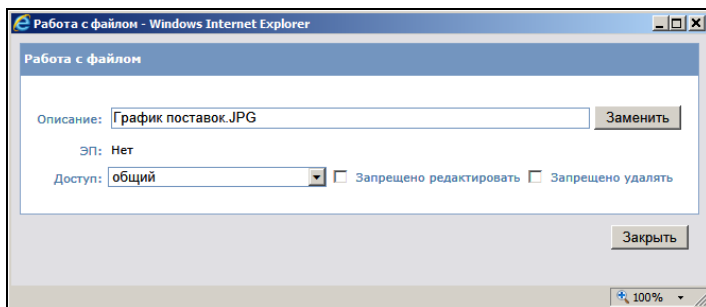 Работа с файлом - Windows Internet Explorer
Работа с файлом
Описание: График поставок.JPG Заменить
ЭП: Нет
Доступ: общий Запрещено редактировать Запрещено удалять
Закрыть
100%